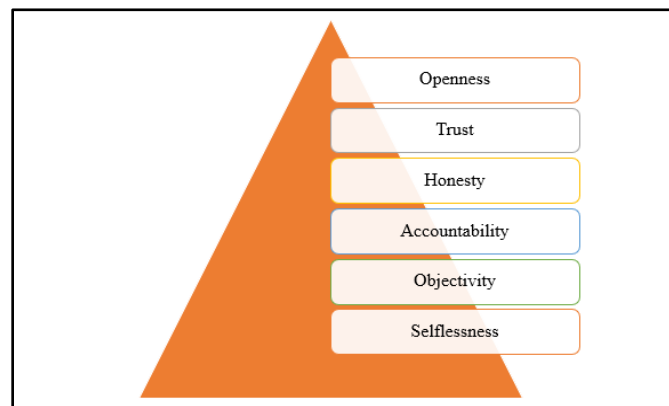 Openness
Trust
Honesty
Accountability
Objectivity
Selflessness